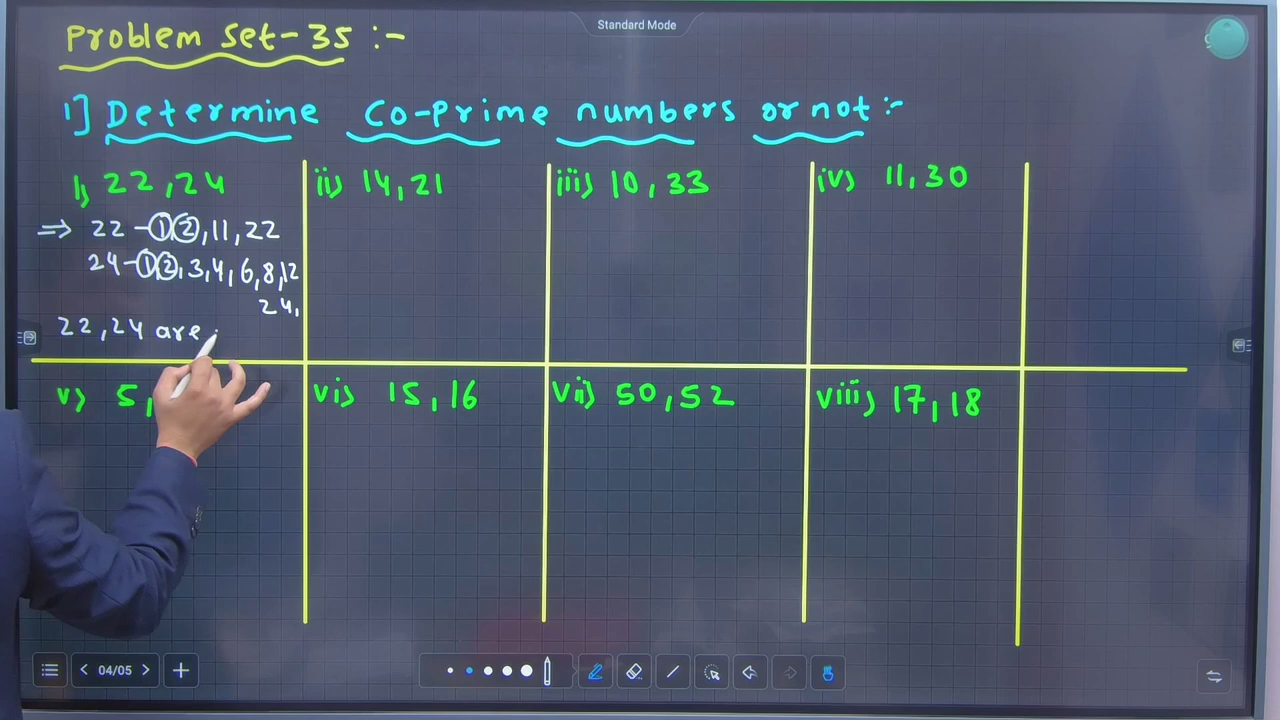 Standard Mode
Problem Set-35 :-
1] Determine Co-Prime numbers or not :-
i) 22,24
⇒ 22 - 1,2,11,22
24 - 1,2,3,4,6,8,12
24,
22,24 are
ii) 14,21
iii) 10,33
iv) 11,30
v) 5,
vi) 15,16
vii) 50,52
viii) 17,18
04/05